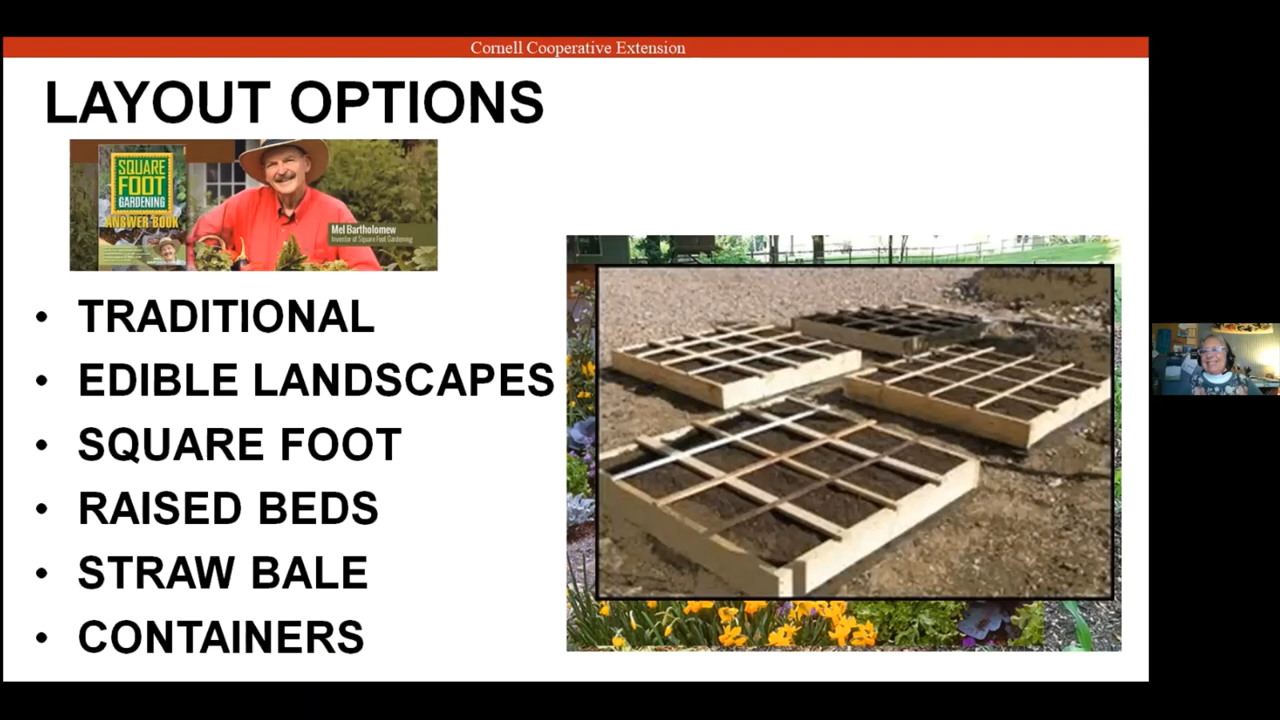 Cornell Cooperative Extension
LAYOUT OPTIONS
SQUARE
FOOT
GARDENING
ANSWER BOOK
Mel Bartholomew
Inventor of Square Foot Gardening
• TRADITIONAL
• EDIBLE LANDSCAPES
• SQUARE FOOT
• RAISED BEDS
• STRAW BALE
• CONTAINERS